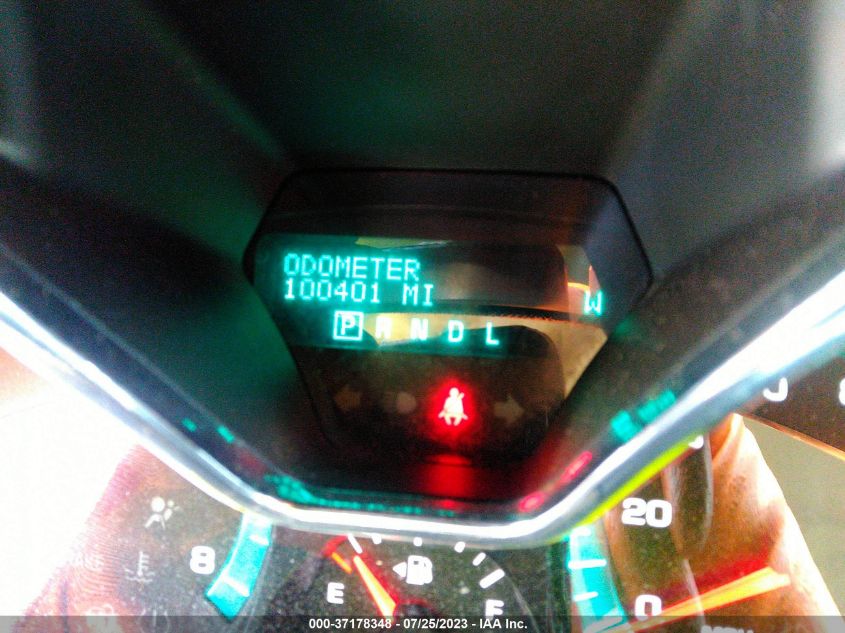 ODOMETER
100401 MI
W
P R N D L
20
8
E
F
0
000-37178348 - 07/25/2023 - IAA Inc.